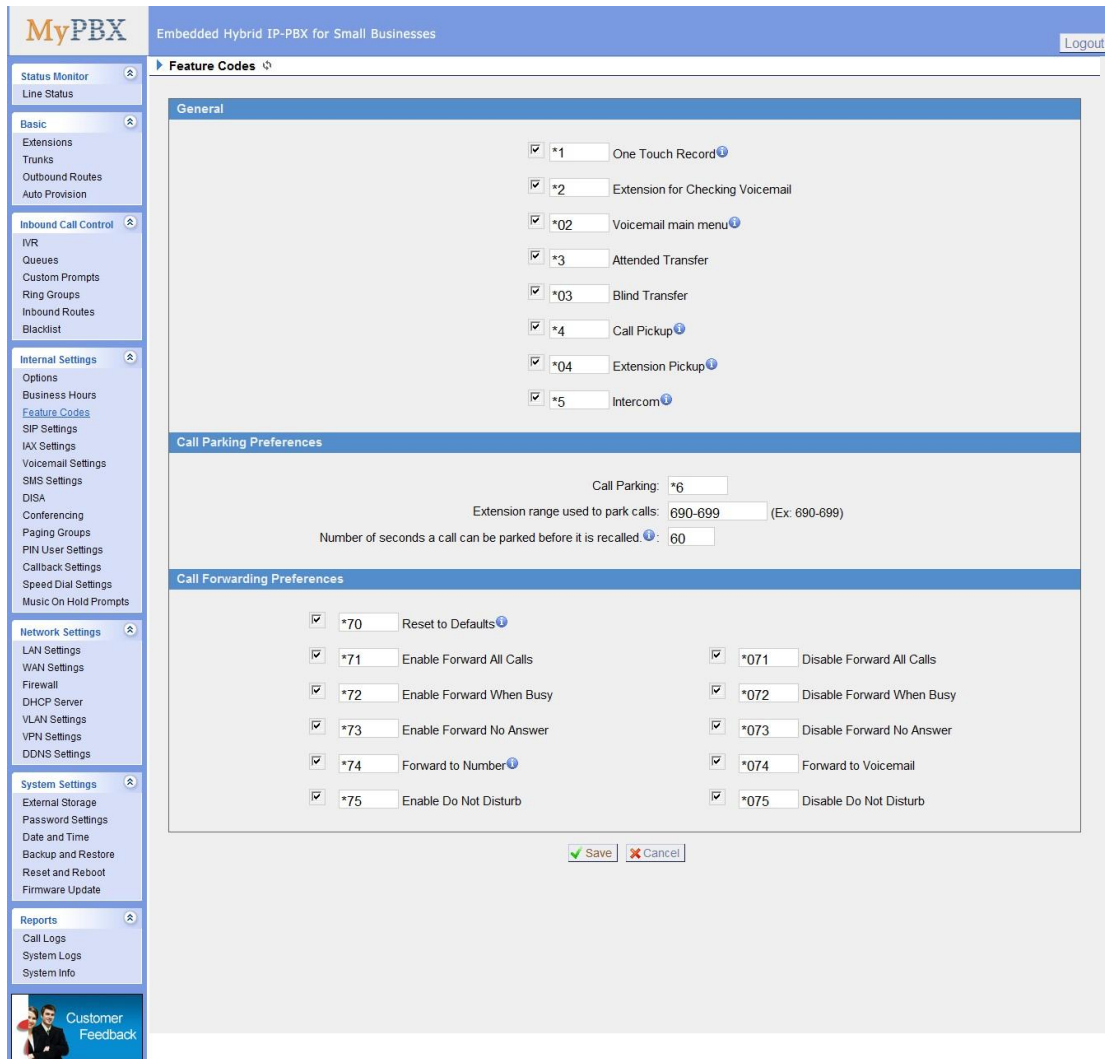 MyPBX
Embedded Hybrid IP-PBX for Small Businesses
Logout
Status Monitor
Line Status
Basic
Extensions
Trunks
Outbound Routes
Auto Provision
Inbound Call Control
IVR
Queues
Custom Prompts
Ring Groups
Inbound Routes
Blacklist
Internal Settings
Options
Business Hours
Feature Codes
SIP Settings
IAX Settings
Voicemail Settings
SMS Settings
DISA
Conferencing
Paging Groups
PIN User Settings
Callback Settings
Speed Dial Settings
Music On Hold Prompts
Network Settings
LAN Settings
WAN Settings
Firewall
DHCP Server
VLAN Settings
VPN Settings
DDNS Settings
System Settings
External Storage
Password Settings
Date and Time
Backup and Restore
Reset and Reboot
Firmware Update
Reports
Call Logs
System Logs
System Info
Customer
Feedback
Feature Codes
General
*1 One Touch Record
*2 Extension for Checking Voicemail
*02 Voicemail main menu
*3 Attended Transfer
*03 Blind Transfer
*4 Call Pickup
*04 Extension Pickup
*5 Intercom
Call Parking Preferences
Call Parking: *6
Extension range used to park calls: 690-699 (Ex: 690-699)
Number of seconds a call can be parked before it is recalled. : 60
Call Forwarding Preferences
*70 Reset to Defaults
*71 Enable Forward All Calls *071 Disable Forward All Calls
*72 Enable Forward When Busy *072 Disable Forward When Busy
*73 Enable Forward No Answer *073 Disable Forward No Answer
*74 Forward to Number *074 Forward to Voicemail
*75 Enable Do Not Disturb *075 Disable Do Not Disturb
Save Cancel